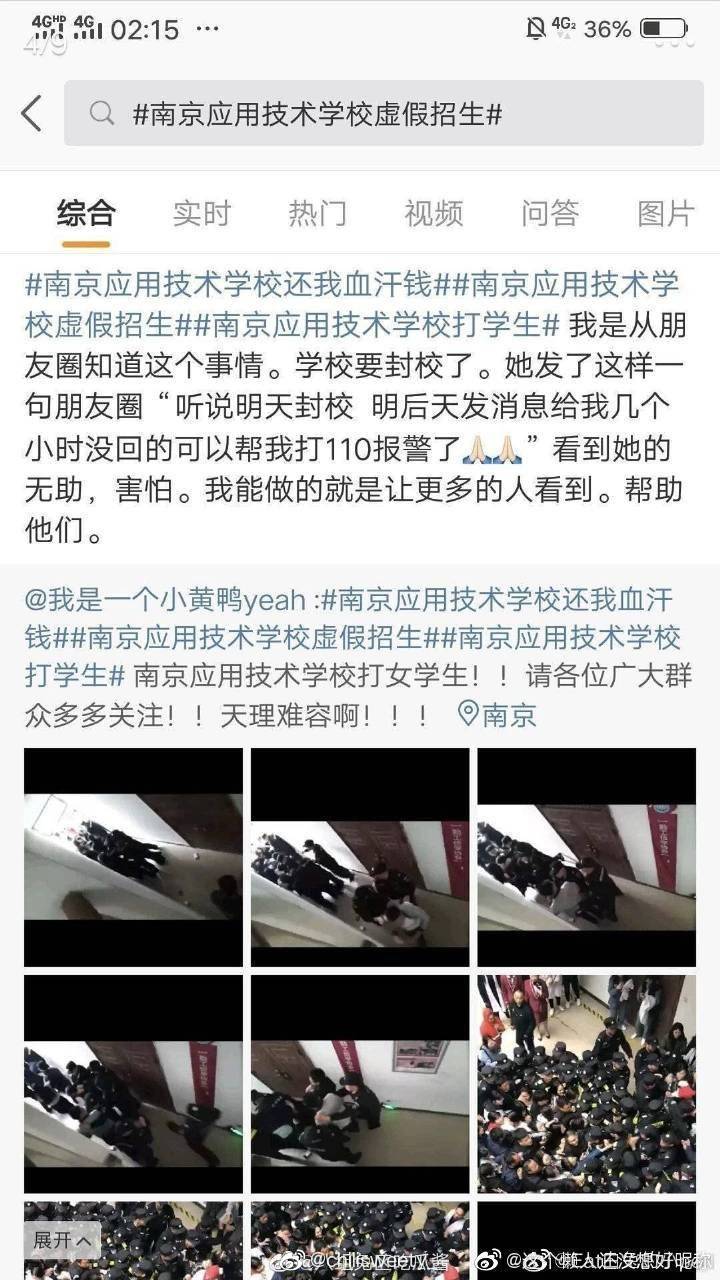 4GHD 4G 02:15 ··· 4G2 36%
4/9
#南京应用技术学校虚假招生#
综合 实时 热门 视频 问答 图片
#南京应用技术学校还我血汗钱##南京应用技术学
校虚假招生##南京应用技术学校打学生# 我是从朋
友圈知道这个事情。学校要封校了。她发了这样一
句朋友圈“听说明天封校 明后天发消息给我几个
小时没回的可以帮我打110报警了🙏🏻🙏🏻”看到她的
无助，害怕。我能做的就是让更多的人看到。帮助
他们。
@我是一个小黄鸭yeah :#南京应用技术学校还我血汗
钱##南京应用技术学校虚假招生##南京应用技术学校
打学生# 南京应用技术学校打女学生！！请各位广大群
众多多关注！！天理难容啊！！！ 南京
展开